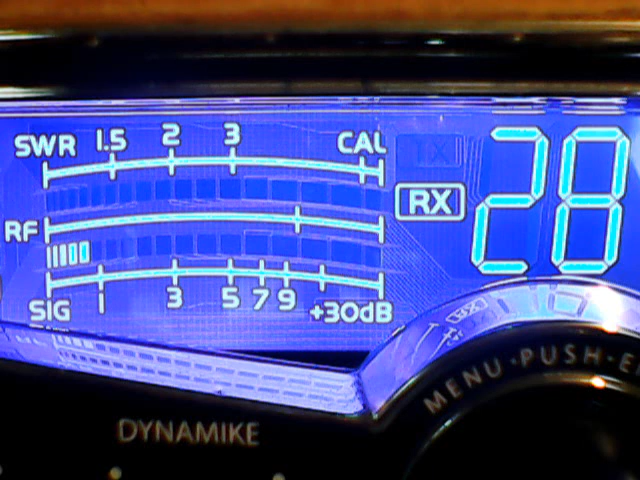 SWR 1.5 2 3 CAL
TX
RX
28
RF
SIG 1 3 5 7 9 +30dB
MENU·PUSH·E
DYNAMIKE